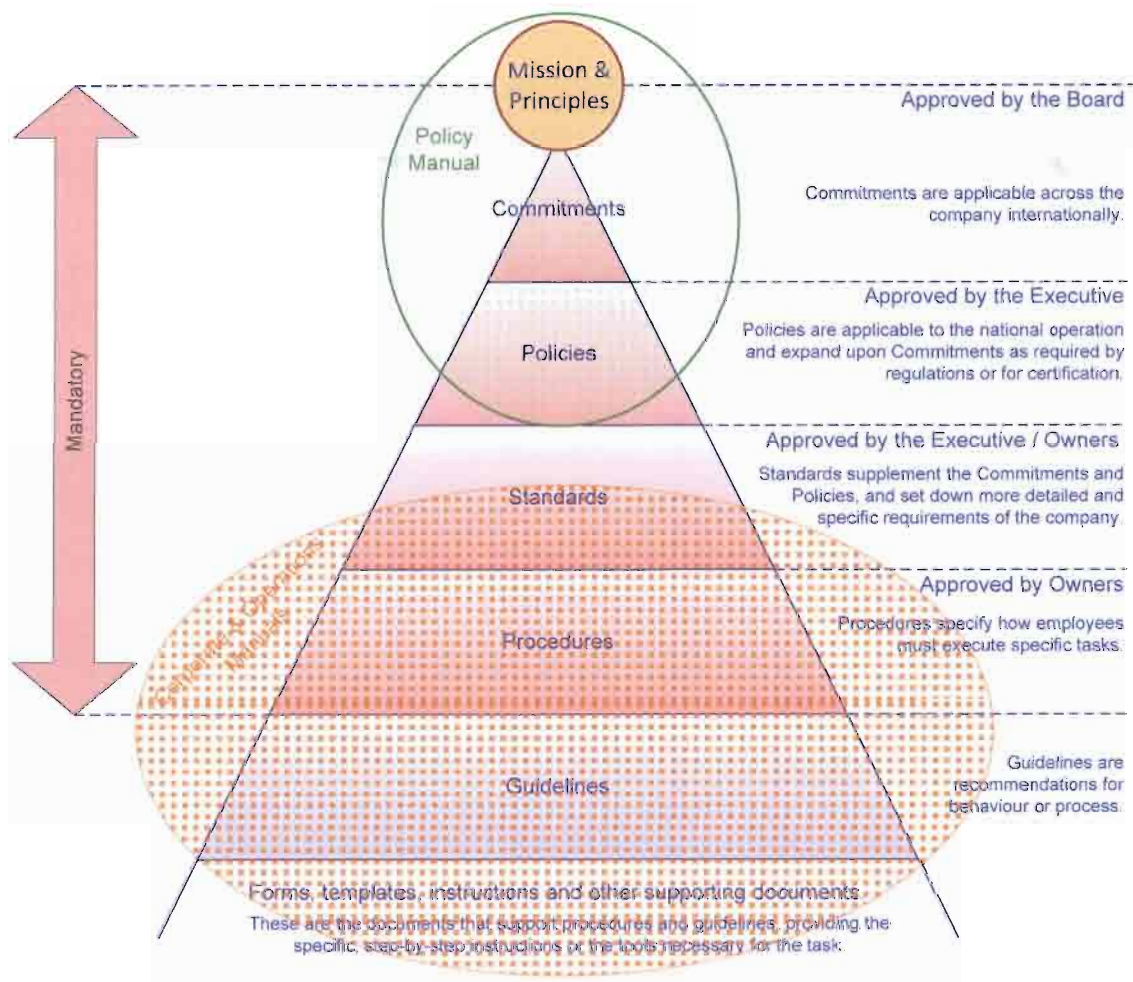 Mission &
Principles
Approved by the Board
Policy
Manual
Commitments are applicable across the
company internationally.
Commitments
Approved by the Executive
Policies are applicable to the national operation
and expand upon Commitments as required by
regulations or for certification.
Policies
Mandatory
Approved by the Executive / Owners
Standards supplement the Commitments and
Policies, and set down more detailed and
specific requirements of the company.
Standards
& Operations
Manuals
Approved by Owners
Procedures specify how employees
must execute specific tasks.
Procedures
Guidelines are
recommendations for
behaviour or process.
Guidelines
Forms, templates, instructions and other supporting documents
These are the documents that support procedures and guidelines, providing the
specific, step-by-step instructions or the tools necessary for the task.